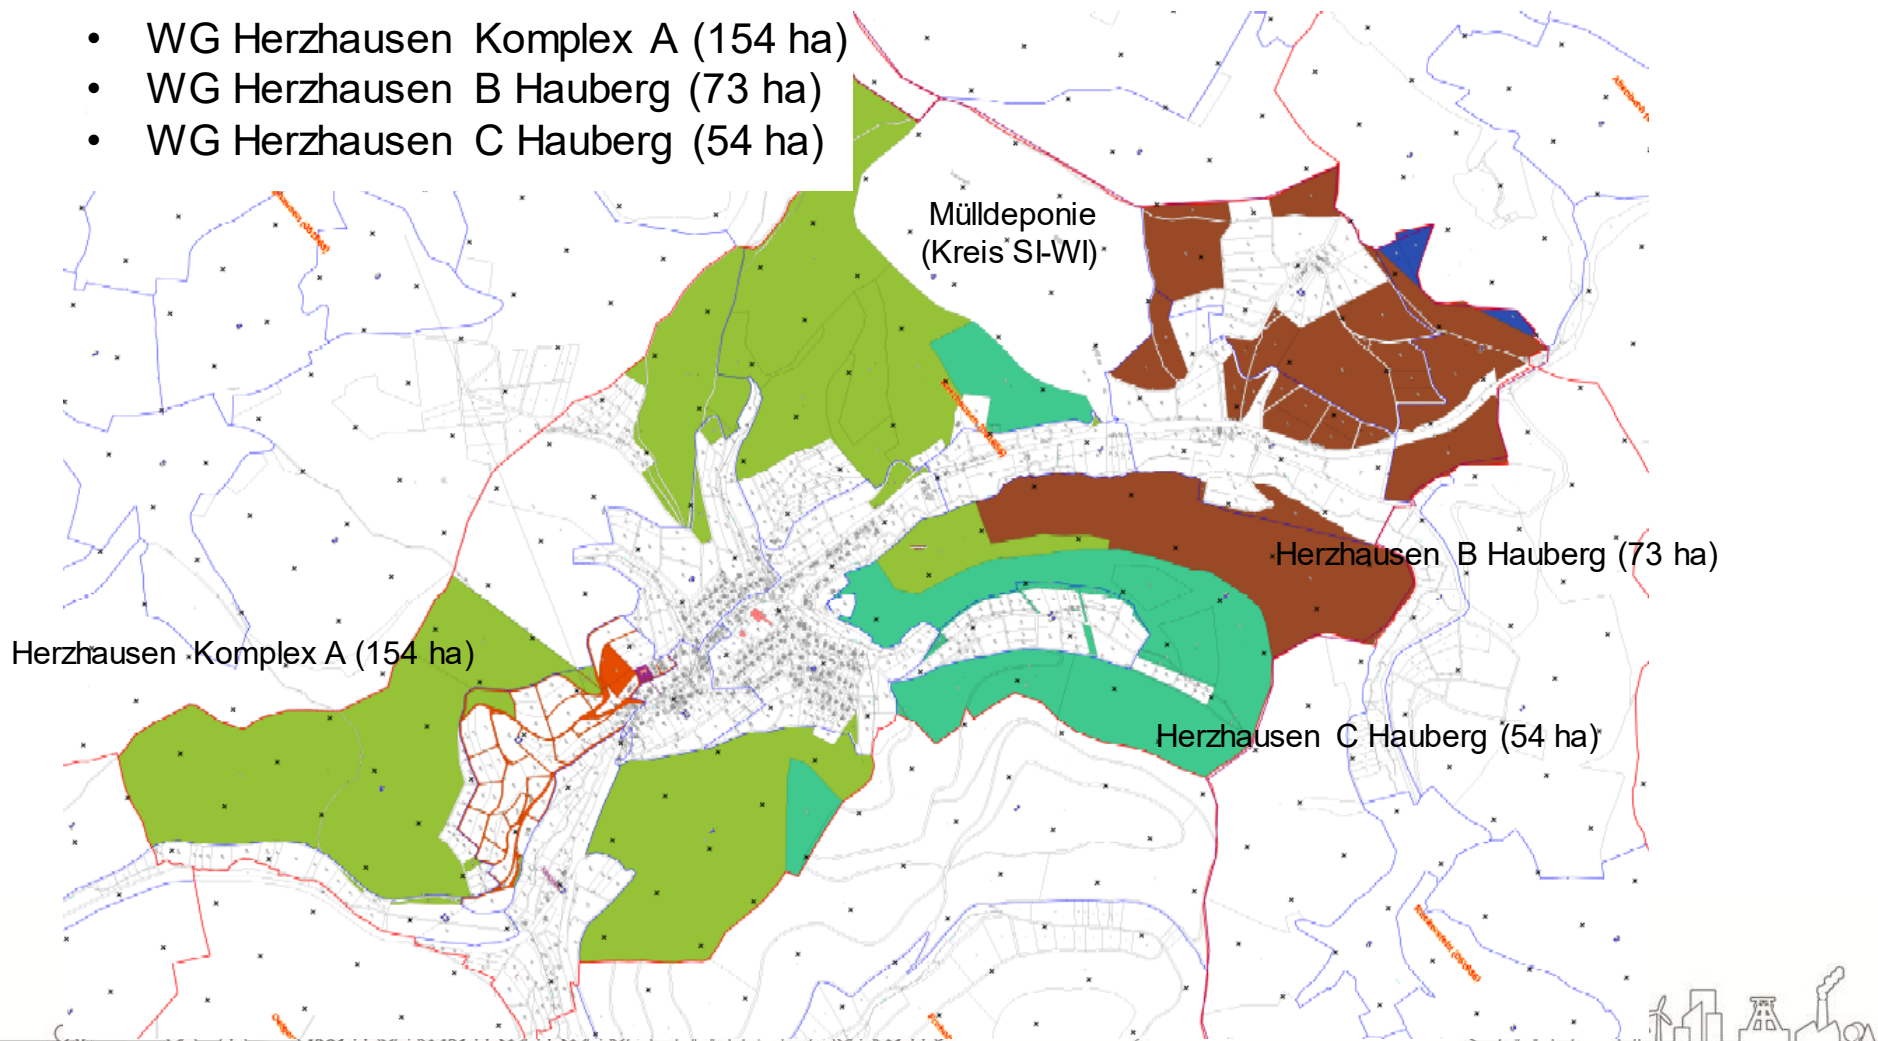 • WG Herzhausen Komplex A (154 ha)
• WG Herzhausen B Hauberg (73 ha)
• WG Herzhausen C Hauberg (54 ha)
Mülldeponie
(Kreis SI-WI)
Herzhausen B Hauberg (73 ha)
Herzhausen Komplex A (154 ha)
Herzhausen C Hauberg (54 ha)